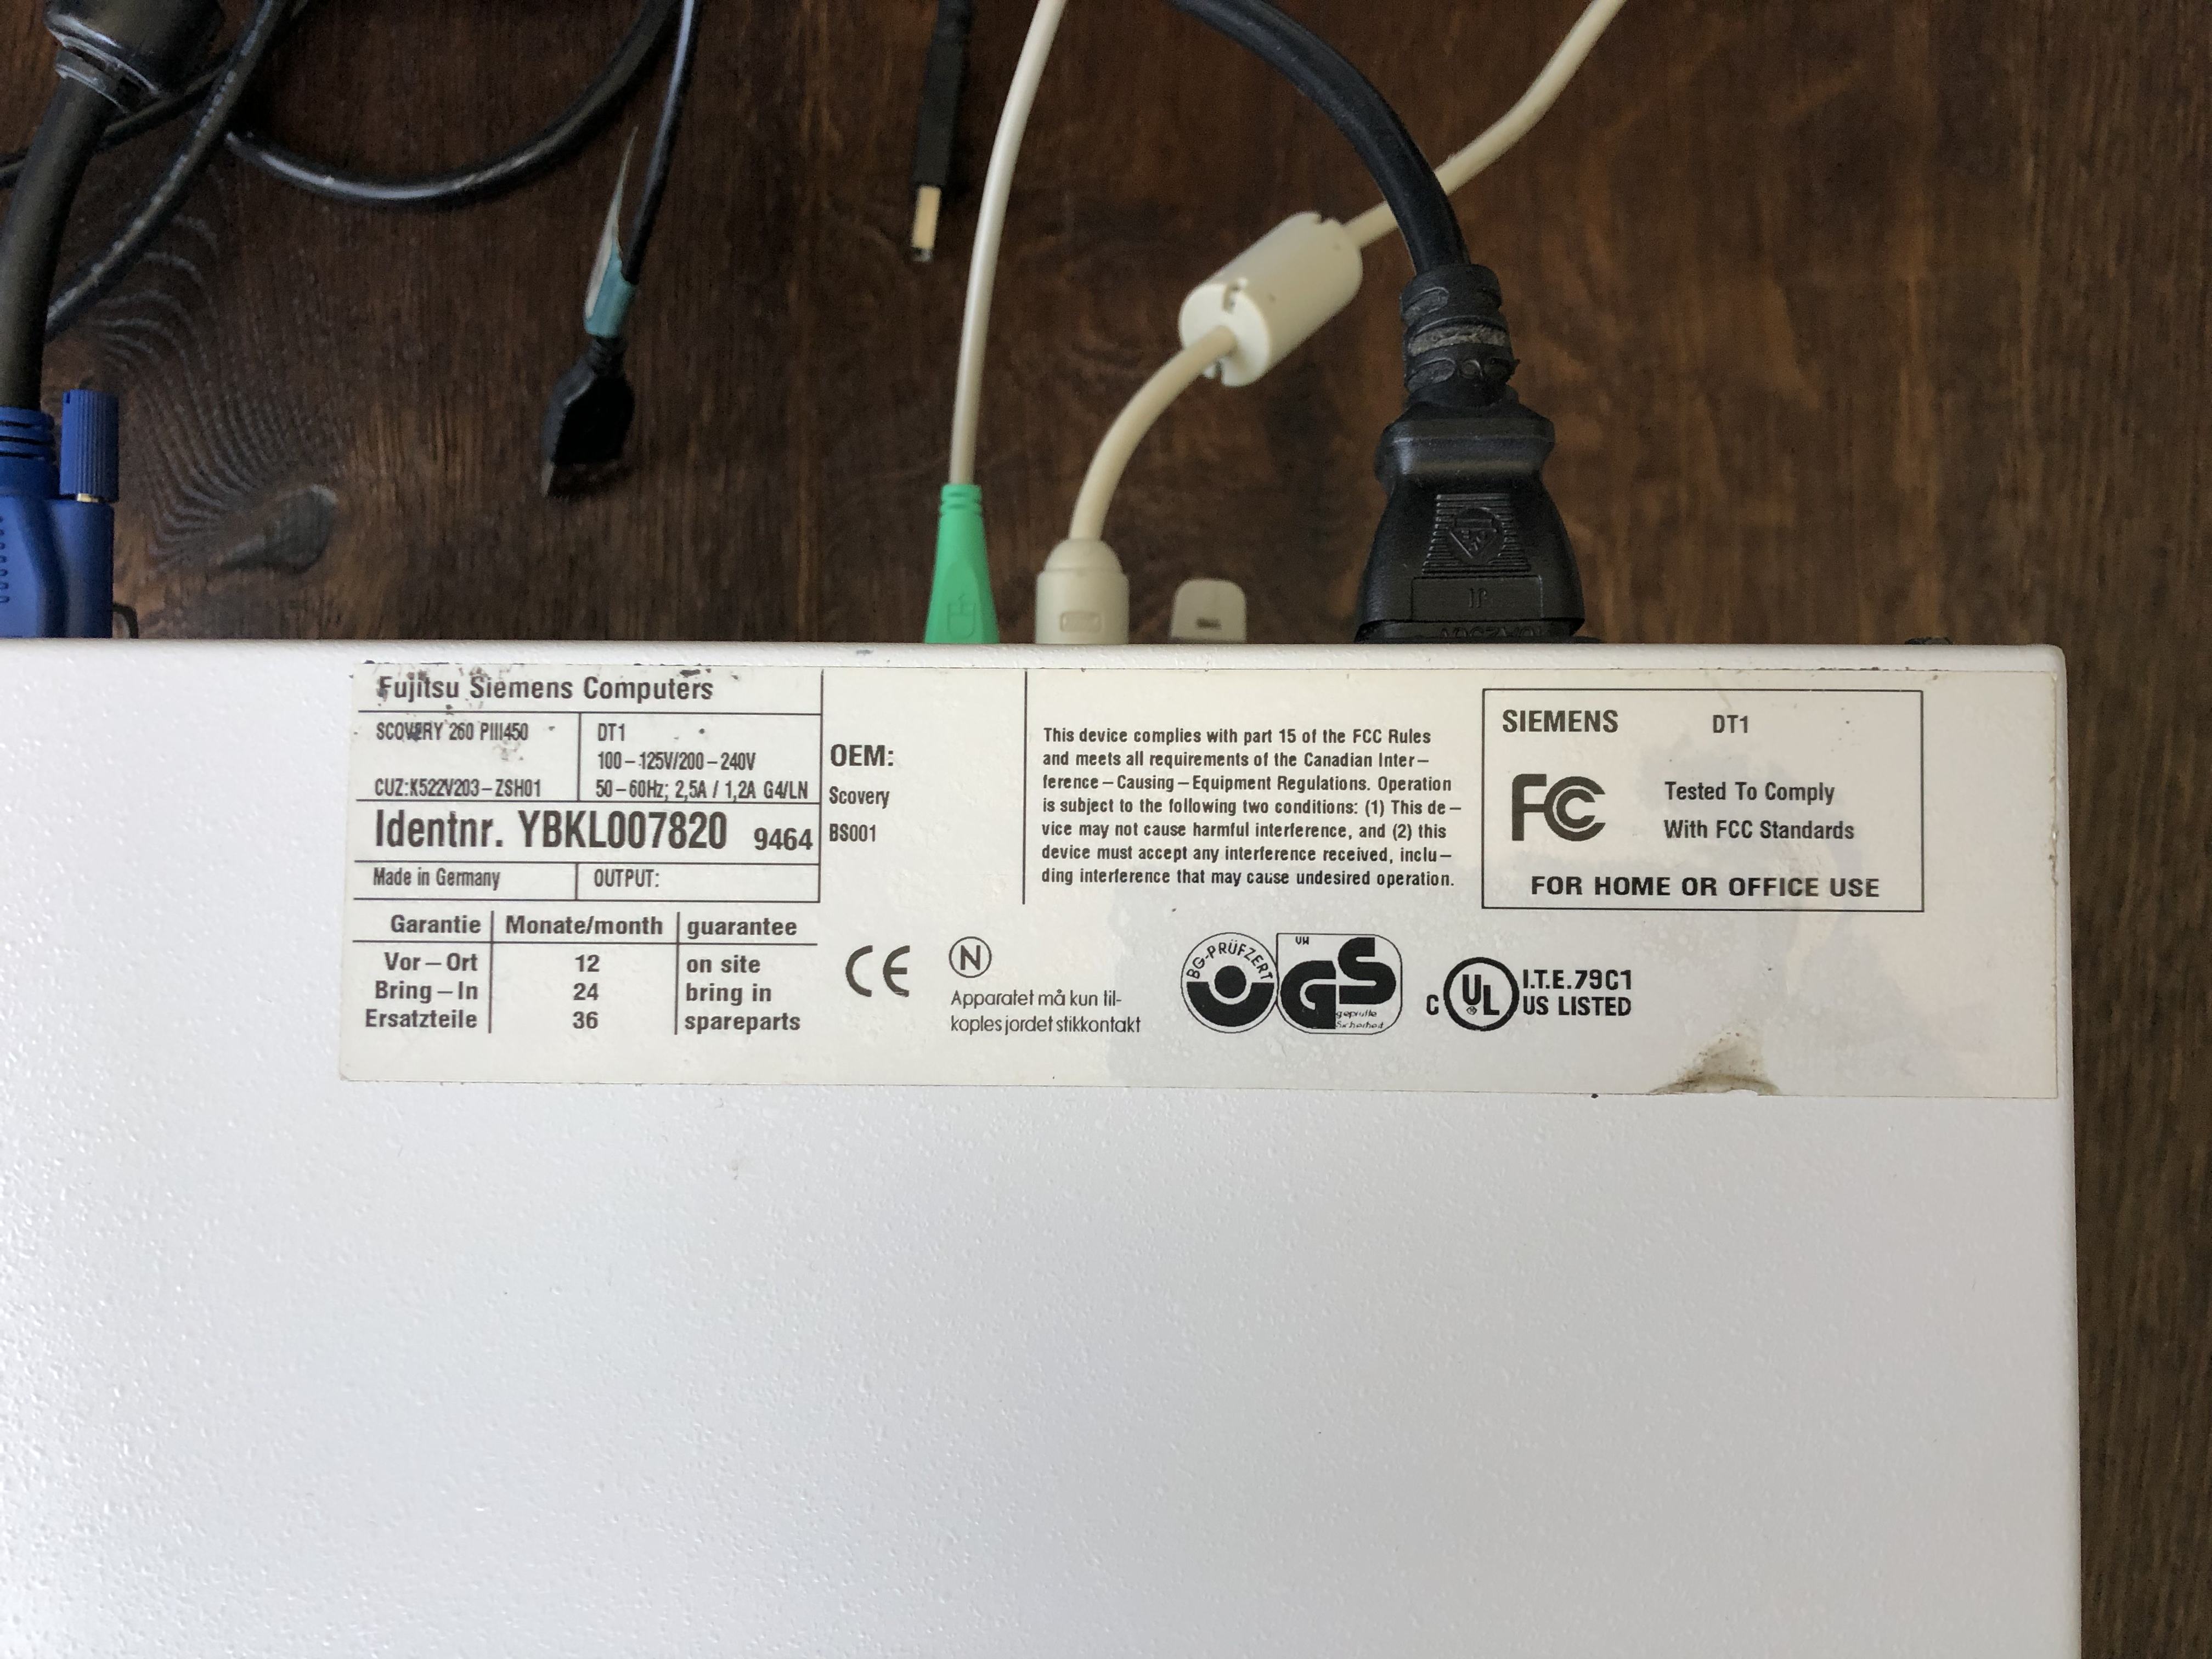 Fujitsu Siemens Computers
SCOVERY 260 PIII450
CUZ:K522V203-ZSH01
DT1
100-125V/200-240V
50-60Hz; 2,5A / 1,2A G4/LN
Identnr. YBKL007820 9464
Made in Germany
OUTPUT:
OEM:
Scovery
BS001
This device complies with part 15 of the FCC Rules
and meets all requirements of the Canadian Inter-
ference-Causing-Equipment Regulations. Operation
is subject to the following two conditions: (1) This de-
vice may not cause harmful interference, and (2) this
device must accept any interference received, inclu-
ding interference that may cause undesired operation.
SIEMENS DT1
FC
Tested To Comply
With FCC Standards
FOR HOME OR OFFICE USE
Garantie Monate/month guarantee
Vor-Ort 12 on site
Bring-In 24 bring in
Ersatzteile 36 spareparts
CE
N
Apparatet må kun til-
koples jordet stikkontakt
BG-PRÜFZERT
GS
geprüfte
Sicherheit
C UL
I.T.E.79C1
US LISTED